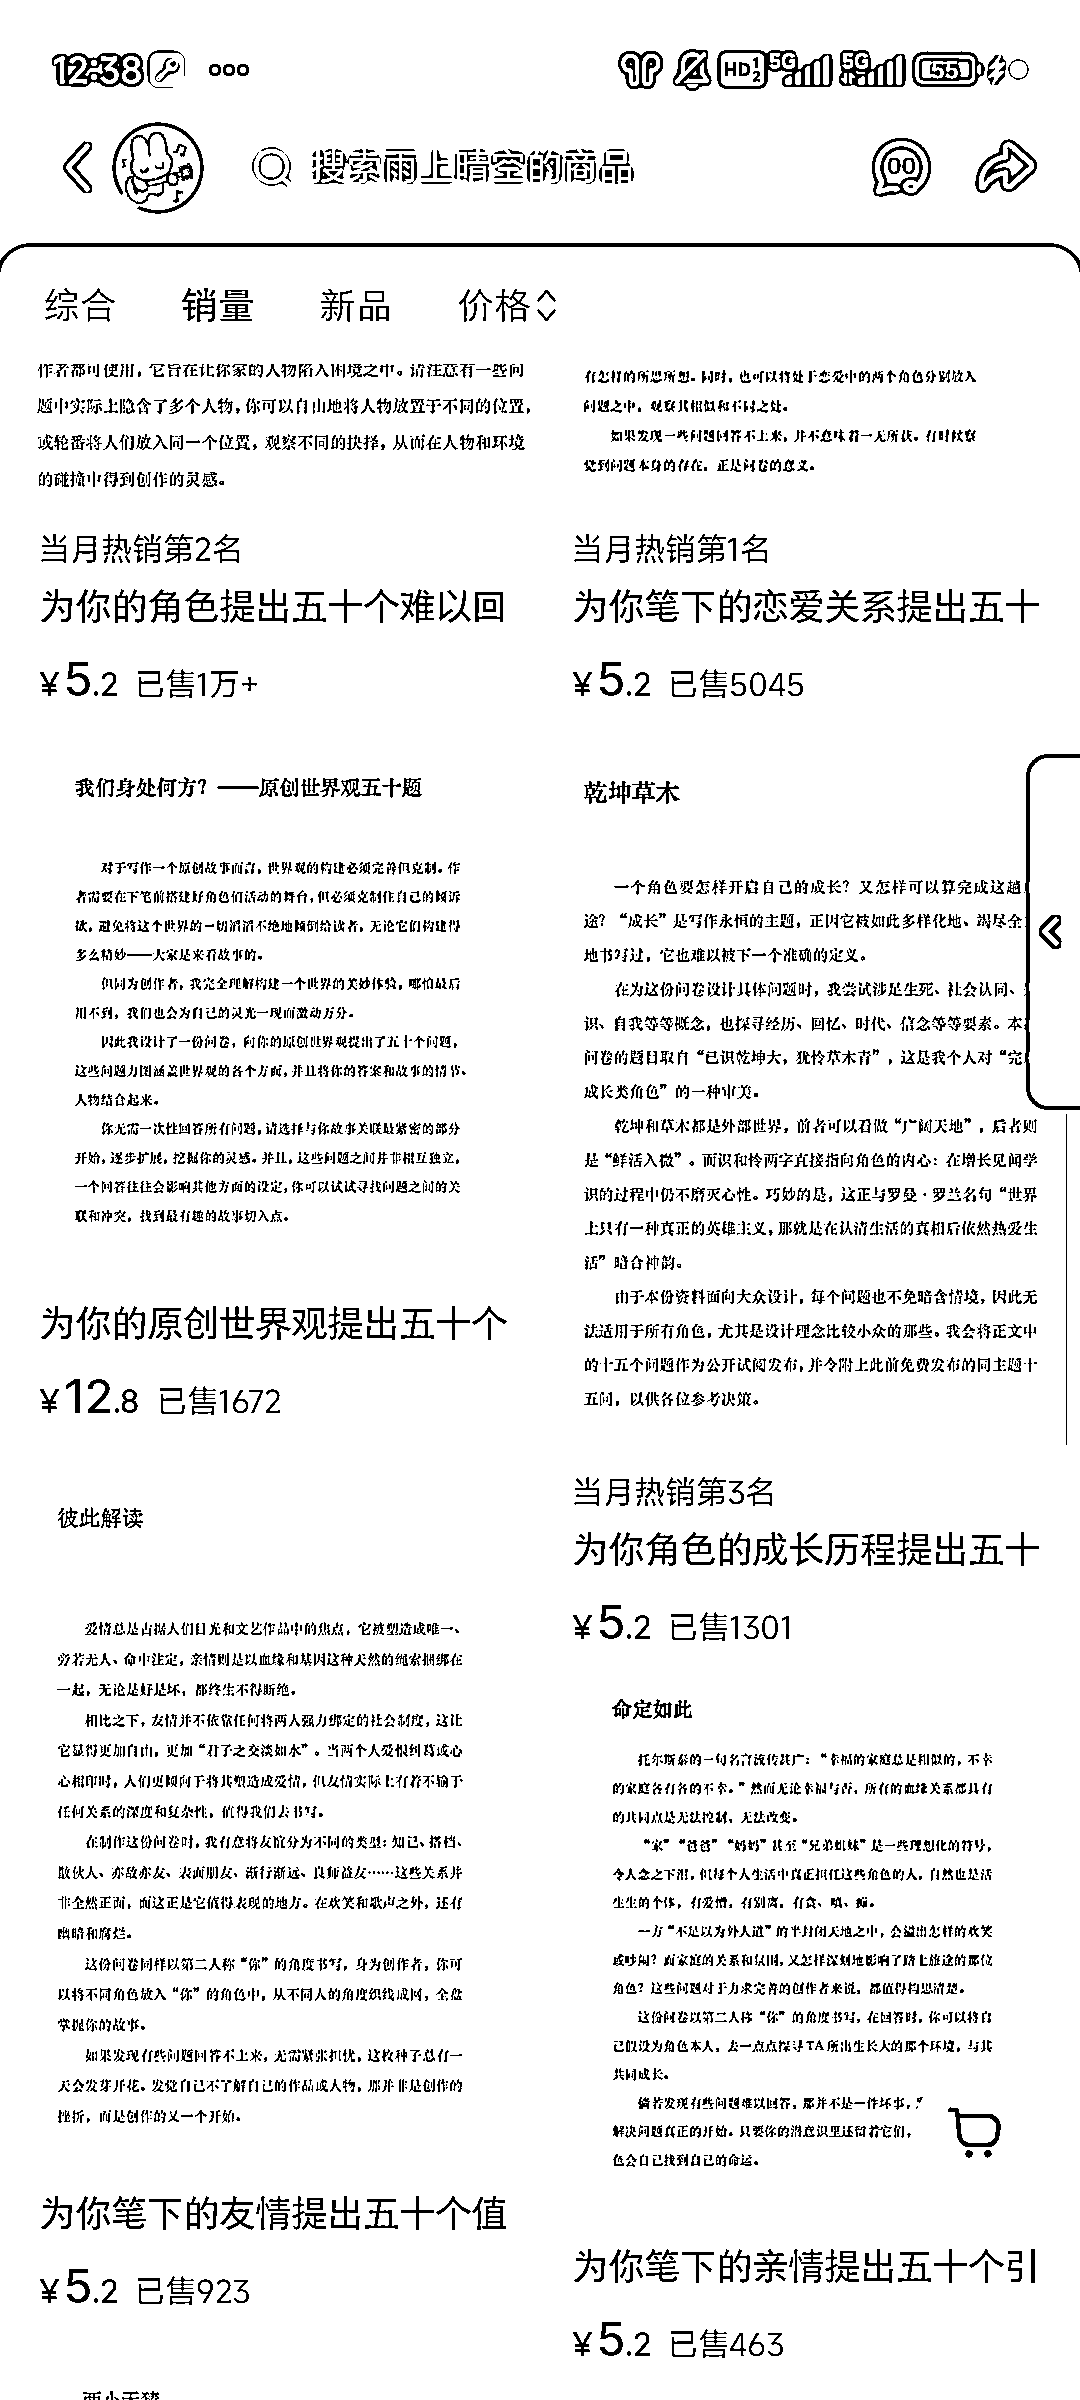 12:38
HD 5G 5G 55
搜索雨上晴空的商品
综合 销量 新品 价格
作者都可使用，它旨在让你家的人物陷入困境之中。请注意有一些问
题中实际上隐含了多个人物，你可以自由地将人物放置于不同的位置，
或轮番将人们放入同一个位置，观察不同的抉择，从而在人物和环境
的碰撞中得到创作的灵感。
当月热销第2名
为你的角色提出五十个难以回
¥5.2 已售1万+
有怎样的所思所想。同时，也可以将处于恋爱中的两个角色分别放入
问题之中，观察其相似和不同之处。
如果发现一些问题回答不上来，并不意味着一无所获。有时候察
觉到问题本身的存在，正是问卷的意义。
当月热销第1名
为你笔下的恋爱关系提出五十
¥5.2 已售5045
我们身处何方？——原创世界观五十题
对于写作一个原创故事而言，世界观的构建必须完善但克制。作
者需要在下笔前搭建好角色们活动的舞台，但必须克制住自己的倾诉
欲，避免将这个世界的一切滔滔不绝地倾倒给读者，无论它们构建得
多么精妙——大家是来看故事的。
但同为创作者，我完全理解构建一个世界的美妙体验，哪怕最后
用不到，我们也会为自己的灵光一现而激动万分。
因此我设计了一份问卷，向你的原创世界观提出了五十个问题，
这些问题力图涵盖世界观的各个方面，并且将你的答案和故事的情节、
人物结合起来。
你无需一次性回答所有问题，请选择与你故事关联最紧密的部分
开始，逐步扩展，挖掘你的灵感。并且，这些问题之间并非相互独立，
一个回答往往会影响其他方面的设定，你可以试试寻找问题之间的关
联和冲突，找到最有趣的故事切入点。
为你的原创世界观提出五十个
¥12.8 已售1672
乾坤草木
一个角色要怎样开启自己的成长？又怎样可以算完成这趟
途？“成长”是写作永恒的主题，正因它被如此多样化地、竭尽全
地书写过，它也难以被下一个准确的定义。
在为这份问卷设计具体问题时，我尝试涉足生死、社会认同、
识、自我等等概念，也探寻经历、回忆、时代、信念等等要素。本
问卷的题目取自“已识乾坤大，犹怜草木青”，这是我个人对“完
成长类角色”的一种审美。
乾坤和草木都是外部世界，前者可以看做“广阔天地”，后者则
是“鲜活入微”。而识和怜两字直接指向角色的内心：在增长见闻学
识的过程中仍不磨灭心性。巧妙的是，这正与罗曼·罗兰名句“世界
上只有一种真正的英雄主义，那就是在认清生活的真相后依然热爱生
活”暗合神韵。
由于本份资料面向大众设计，每个问题也不免暗含情境，因此无
法适用于所有角色，尤其是设计理念比较小众的那些。我会将正文中
的十五个问题作为公开试阅发布，并令附上此前免费发布的同主题十
五问，以供各位参考决策。
当月热销第3名
为你角色的成长历程提出五十
¥5.2 已售1301
彼此解读
爱情总是占据人们目光和文艺作品中的焦点，它被塑造成唯一、
旁若无人、命中注定，亲情则是以血缘和基因这种天然的绳索捆绑在
一起，无论是好是坏，都终生不得断绝。
相比之下，友情并不依靠任何将两人强力绑定的社会制度，这让
它显得更加自由，更加“君子之交淡如水”。当两个人爱恨纠葛或心
心相印时，人们更倾向于将其塑造成爱情，但友情实际上有着不输于
任何关系的深度和复杂性，值得我们去书写。
在制作这份问卷时，我有意将友谊分为不同的类型：知己、搭档、
散伙人、亦敌亦友、表面朋友、渐行渐远、良师益友……这些关系并
非全然正面，而这正是它值得表现的地方。在欢笑和歌声之外，还有
幽暗和腐烂。
这份问卷同样以第二人称“你”的角度书写，身为创作者，你可
以将不同角色放入“你”的角色中，从不同人的角度织线成网，全盘
掌握你的故事。
如果发现有些问题回答不上来，无需紧张担忧，这枚种子总有一
天会发芽开花。发觉自己不了解自己的作品或人物，那并非是创作的
挫折，而是创作的又一个开始。
为你笔下的友情提出五十个值
¥5.2 已售923
命定如此
托尔斯泰的一句名言流传甚广：“幸福的家庭总是相似的，不幸
的家庭各有各的不幸。”然而无论幸福与否，所有的血缘关系都具有
的共同点是无法控制，无法改变。
“家”“爸爸”“妈妈”甚至“兄弟姐妹”是一些理想化的符号，
令人念之下泪，但每个人生活中真正担任这些角色的人，自然也是活
生生的个体，有爱憎，有别离，有贪、嗔、痴。
一方“不足以为外人道”的半封闭天地之中，会溢出怎样的欢笑
或吵闹？而家庭的关系和氛围，又怎样深刻地影响了踏上旅途的那位
角色？这些问题对于力求完善的创作者来说，都值得构思清楚。
这份问卷以第二人称“你”的角度书写，在回答时，你可以将自
己假设为角色本人，去一点点探寻TA所出生长大的那个环境，与其
共同成长。
倘若发现有些问题难以回答，那并不是一件坏事，
解决问题真正的开始。只要你的潜意识里还留着它们，
色会自己找到自己的命运。
为你笔下的亲情提出五十个引
¥5.2 已售463